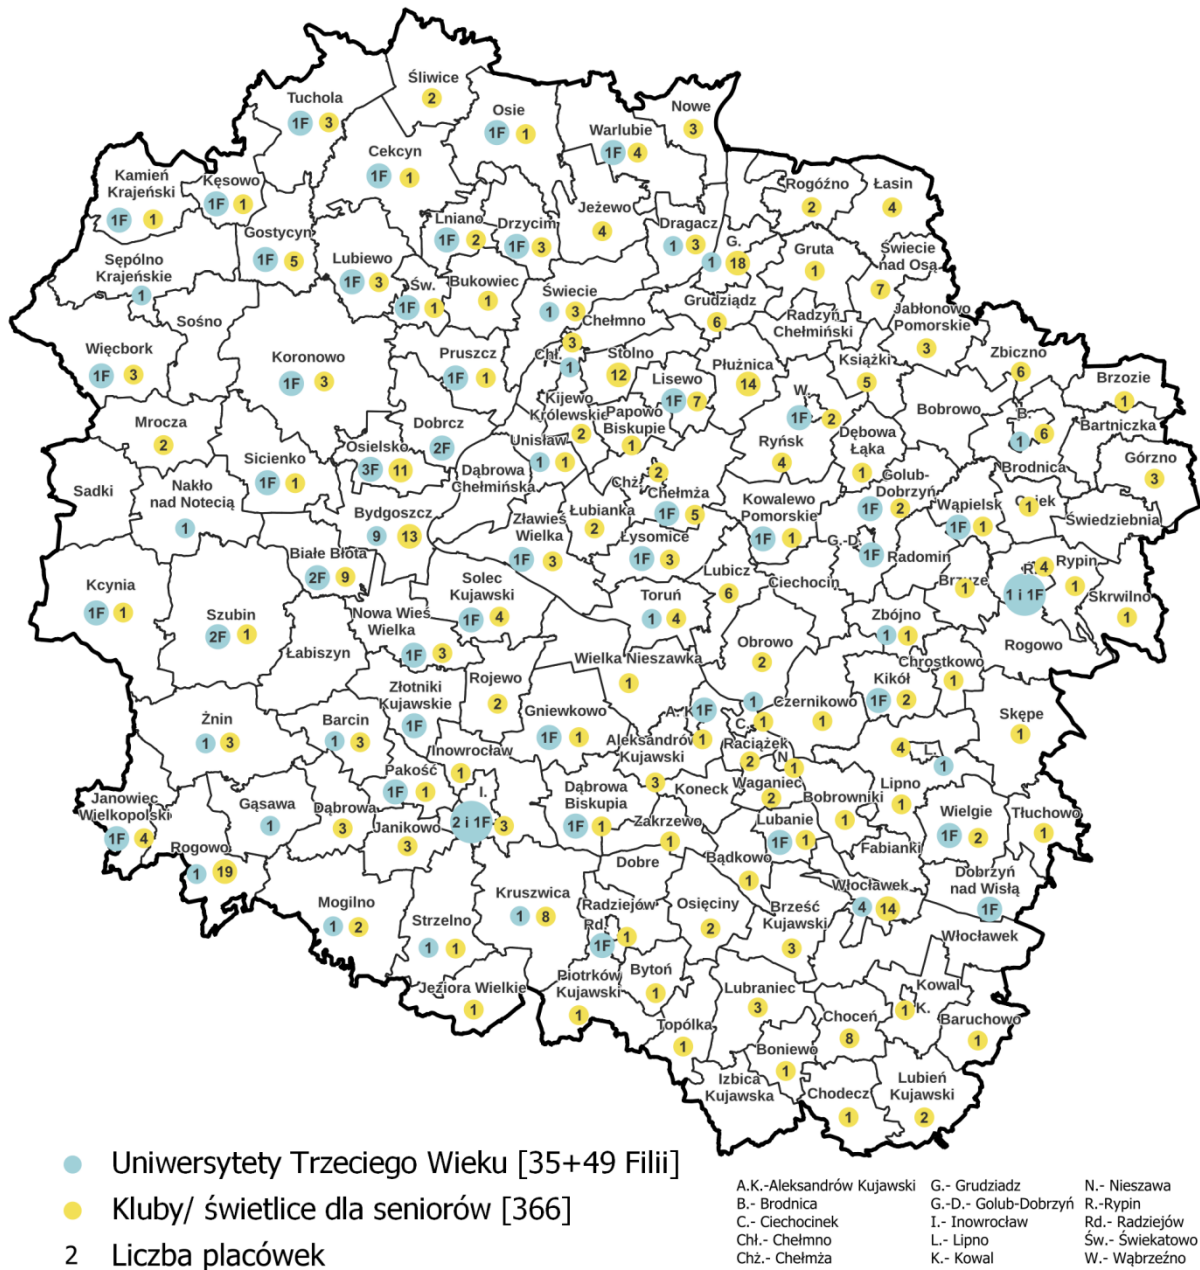 Śliwice
2
Tuchola
1F 3
Osie
1F 1
Nowe
3
Warlubie
1F 4
Cekcyn
1F 1
Kamień
Krajeński
1F 1
Kęsowo
1F 1
Rogóźno
2
Łasin
4
Gostycyn
1F 5
Lniano
1F 2
Drzycim
1F 3
Jeżewo
4
Dragacz
1 3
G.
1 18
Gruta
1
Świecie
nad Osą
7
Sępólno
Krajeńskie
1
Lubiewo
1F 3
Św.
1F 1
Bukowiec
1
Świecie
1 3
Grudziądz
6
Radzyń
Chełmiński
Jabłonowo
Pomorskie
3
Sośno
Chełmno
3
Chł.
1
Więcbork
1F 3
Koronowo
1F 3
Pruszcz
1F 1
Stolno
12
Lisewo
1F 7
Płużnica
14
Książki
5
Zbiczno
6
Brzozie
1
Mrocza
2
Dobrcz
2F
Kijewo
Królewskie
2
Papowo
Biskupie
1
W.
1F 2
Bobrowo
B.
1 6
Bartniczka
Sicienko
1F 1
Osielsko
3F 11
Unisław
1 1
Ryńsk
4
Dębowa
Łąka
1
Brodnica
Górzno
3
Sadki
Nakło
nad Notecią
1
Dąbrowa
Chełmińska
Chż.
2
Chełmża
1F 5
Golub-
Dobrzyń
1F 2
Wąpielsk
1F 1
1
Świedziebnia
Bydgoszcz
9 13
Zławieś
Wielka
1F 3
Łubianka
2
Łysomice
1F 3
Kowalewo
Pomorskie
1F 1
G.-D.
1F
Radomin
Białe Błota
2F 9
Solec
Kujawski
1F 4
Lubicz
6
Ciechocin
Brzuze
1
R.
4
1 i 1F
Rypin
1
Skrwilno
1
Kcynia
1F 1
Szubin
2F 1
Nowa Wieś
Wielka
1F 3
Toruń
1 4
Zbójno
1 1
Rogowo
Łabiszyn
Obrowo
2
Chrostkowo
1
Wielka Nieszawka
1
Złotniki
Kujawskie
1F
Rojewo
2
Kikół
1F 2
Żnin
1 3
Barcin
1 3
Gniewkowo
1F 1
A. K.
1F
1
1
C.
1
Czernikowo
1
Skępe
1
Inowrocław
1
Aleksandrów
Kujawski
3
Raciążek
2
N.
1
4
L.
1
Pakość
1F 1
I.
2 i 1F 3
Koneck
Waganiec
2
Lipno
1
Janowiec
Wielkopolski
1F 4
Gąsawa
1
Dąbrowa
3
Janikowo
3
Dąbrowa
Biskupia
1F 1
Zakrzewo
1
Bobrowniki
1
Wielgie
1F 2
Tłuchowo
1
Lubanie
1F 1
Rogowo
1 19
Dobre
Bądkowo
1
Fabianki
Dobrzyń
nad Wisłą
1F
Mogilno
1 2
Kruszwica
1 8
Radziejów
Rd.
1F 1
Osięciny
2
Brześć
Kujawski
3
Włocławek
4 14
Strzelno
1 1
Włocławek
Jeziora Wielkie
1
Piotrków
Kujawski
1
Bytoń
1
Lubraniec
3
Kowal
1 K.
Topólka
1
Choceń
8
Baruchowo
1
Boniewo
1
Izbica
Kujawska
Chodecz
1
Lubień
Kujawski
2
Uniwersytety Trzeciego Wieku [35+49 Filii]
Kluby/ świetlice dla seniorów [366]
2 Liczba placówek
A.K.-Aleksandrów Kujawski
B.- Brodnica
C.- Ciechocinek
Chł.- Chełmno
Chż.- Chełmża
G.- Grudziadz
G.-D.- Golub-Dobrzyń
I.- Inowrocław
L.- Lipno
K.- Kowal
N.- Nieszawa
R.-Rypin
Rd.- Radziejów
Św.- Świekatowo
W.- Wąbrzeźno